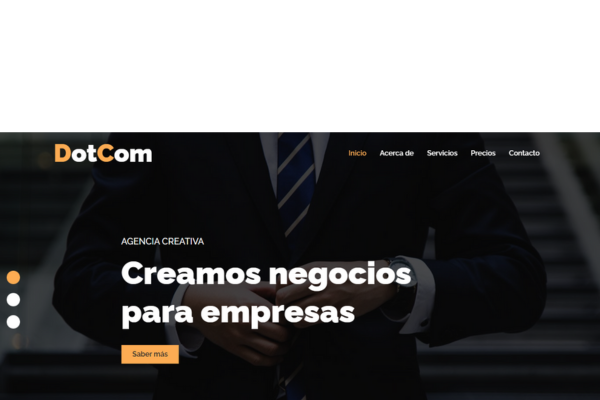 DotCom
Inicio Acerca de Servicios Precios Contacto
AGENCIA CREATIVA
Creamos negocios
para empresas
Saber más